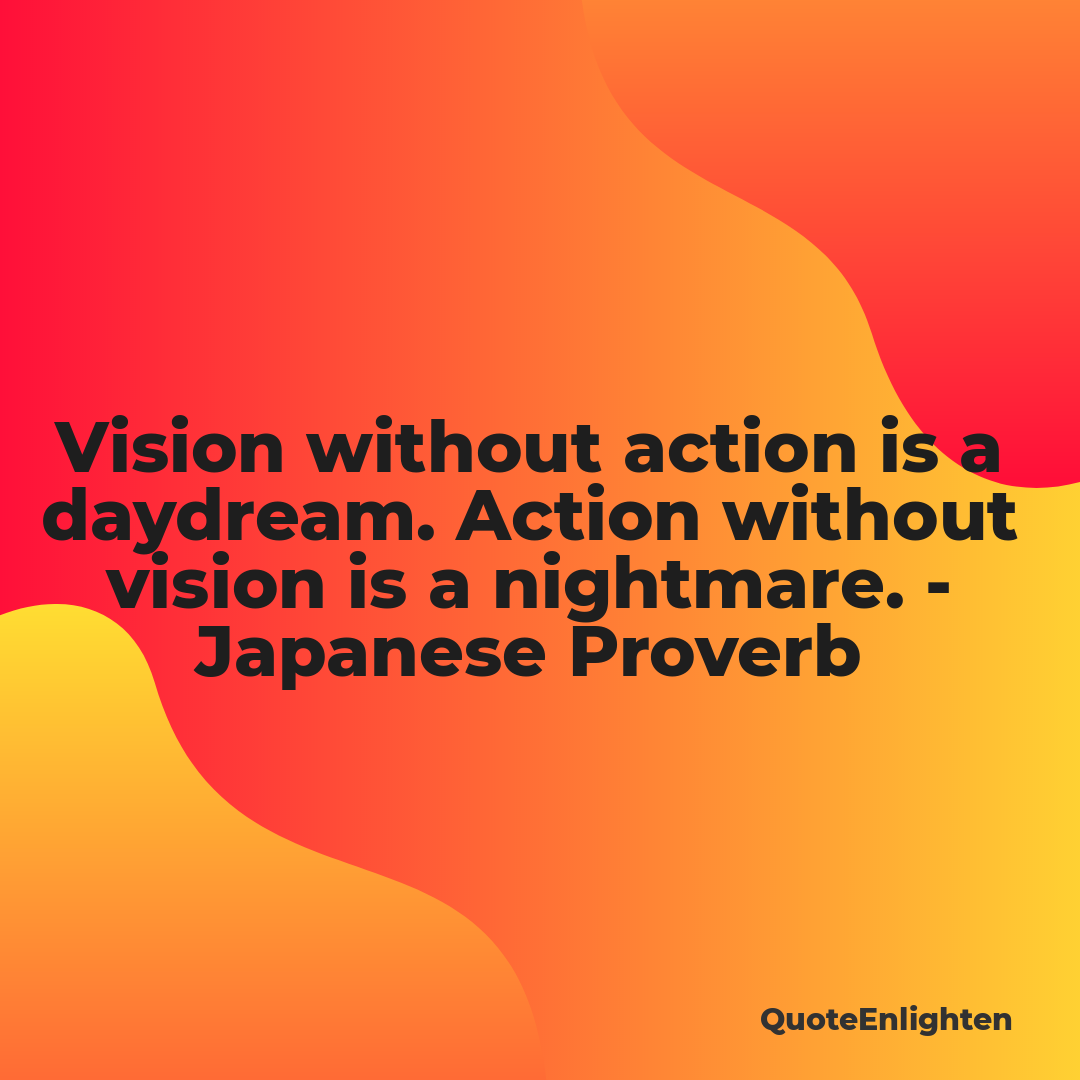 Vision without action is a
daydream. Action without
vision is a nightmare. -
Japanese Proverb
QuoteEnlighten